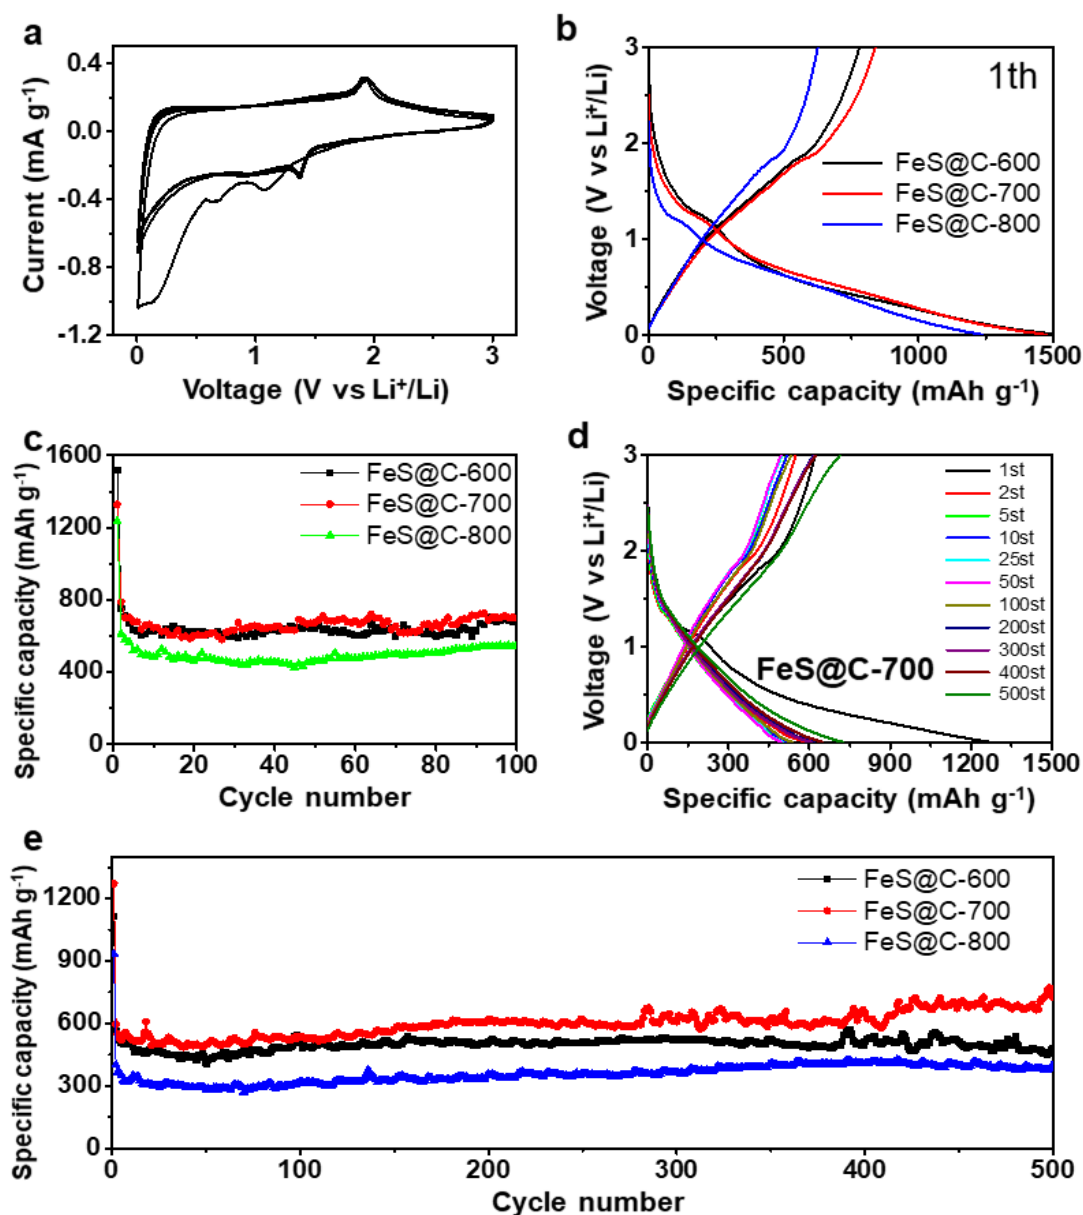 a
0.4
0.0
-0.4
-0.8
-1.2
0
1
2
3
Current (mA g⁻¹)
Voltage (V vs Li⁺/Li)
b
1th
3
2
1
0
0
500
1000
1500
Voltage (V vs Li⁺/Li)
Specific capacity (mAh g⁻¹)
FeS@C-600
FeS@C-700
FeS@C-800
c
1600
1200
800
400
0
0
20
40
60
80
100
Specific capacity (mAh g⁻¹)
Cycle number
FeS@C-600
FeS@C-700
FeS@C-800
d
3
2
1
0
0
300
600
900
1200
1500
Voltage (V vs Li⁺/Li)
Specific capacity (mAh g⁻¹)
FeS@C-700
1st
2st
5st
10st
25st
50st
100st
200st
300st
400st
500st
e
1200
900
600
300
0
0
100
200
300
400
500
Specific capacity (mAh g⁻¹)
Cycle number
FeS@C-600
FeS@C-700
FeS@C-800